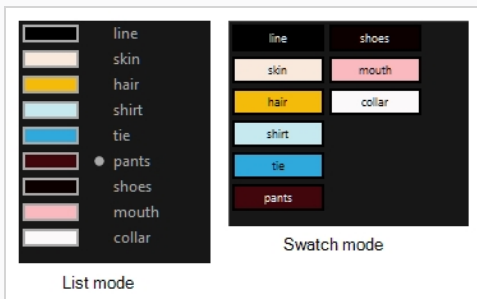 line
skin
hair
shirt
tie
pants
shoes
mouth
collar
List mode
line shoes
skin mouth
hair collar
shirt
tie
pants
Swatch mode